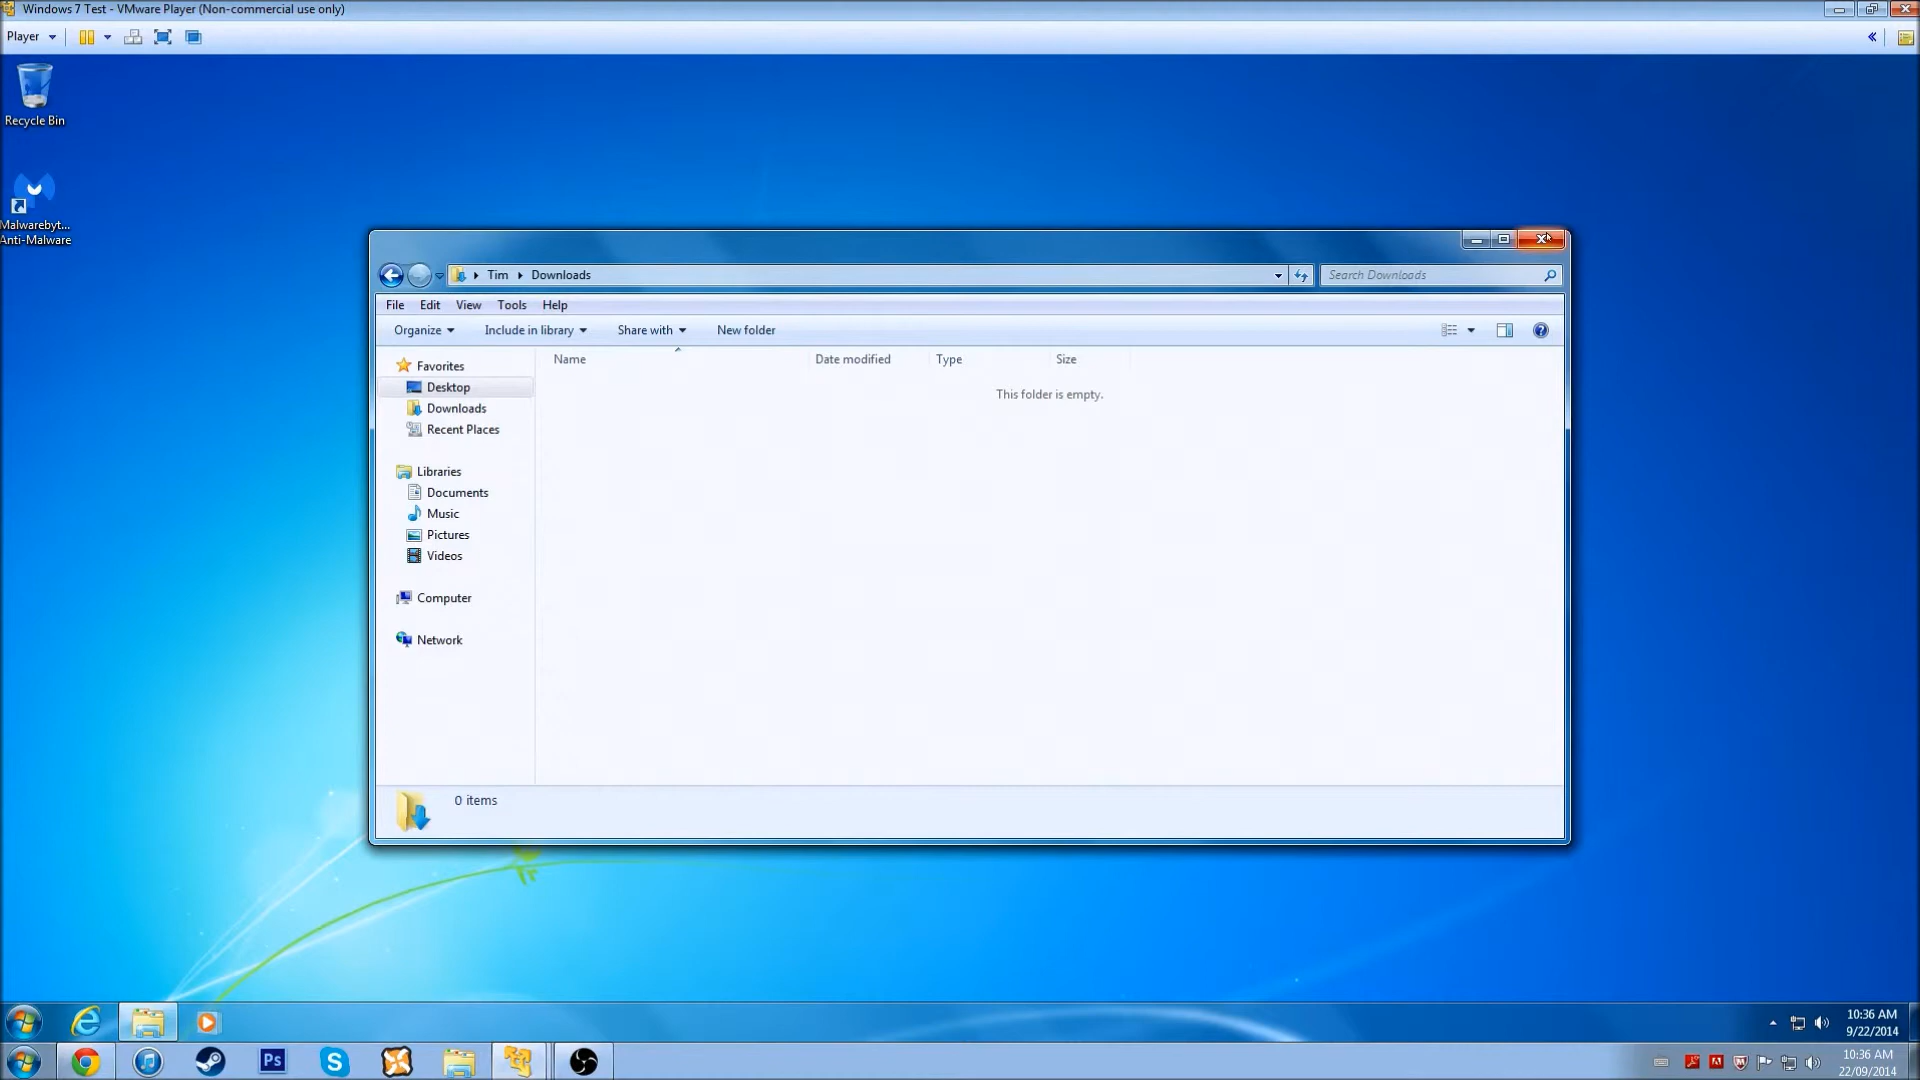 Windows 7 Test - VMware Player (Non-commercial use only)
Player
Recycle Bin
Malwarebyt...
Anti-Malware
Tim Downloads
Search Downloads
File Edit View Tools Help
Organize Include in library Share with New folder
Name Date modified Type Size
This folder is empty.
Favorites
Desktop
Downloads
Recent Places
Libraries
Documents
Music
Pictures
Videos
Computer
Network
0 items
10:36 AM
9/22/2014
Ps
10:36 AM
22/09/2014